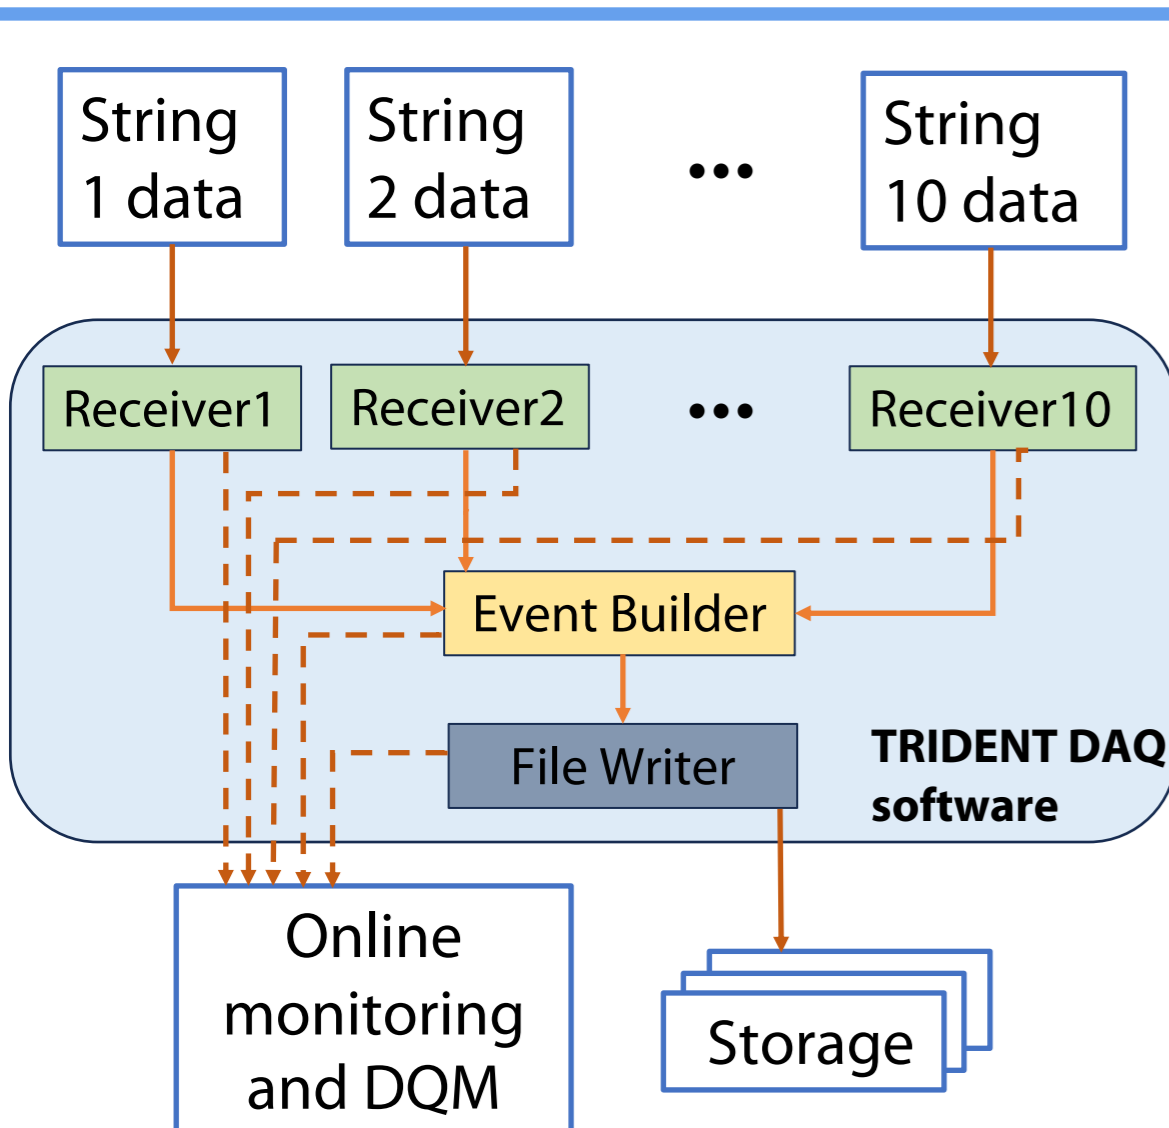 String
1 data
String
2 data
•••
String
10 data
Receiver1
Receiver2
•••
Receiver10
Event Builder
File Writer
TRIDENT DAQ
software
Online
monitoring
and DQM
Storage